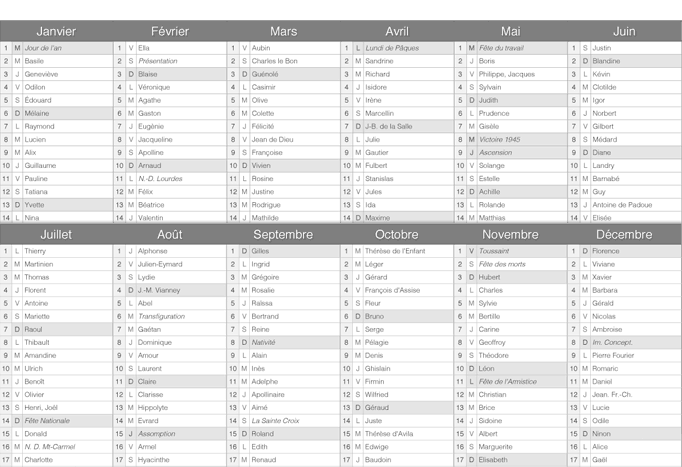 Janvier
1 M Jour de l'an
2 M Basile
3 J Geneviève
4 V Odilon
5 S Édouard
6 D Mélaine
7 L Raymond
8 M Lucien
9 M Alix
10 J Guillaume
11 V Pauline
12 S Tatiana
13 D Yvette
14 L Nina
Février
1 V Ella
2 S Présentation
3 D Blaise
4 L Véronique
5 M Agathe
6 M Gaston
7 J Eugénie
8 V Jacqueline
9 S Apolline
10 D Arnaud
11 L N.-D. Lourdes
12 M Félix
13 M Béatrice
14 J Valentin
Mars
1 V Aubin
2 S Charles le Bon
3 D Guénolé
4 L Casimir
5 M Olive
6 M Colette
7 J Félicité
8 V Jean de Dieu
9 S Françoise
10 D Vivien
11 L Rosine
12 M Justine
13 M Rodrigue
14 J Mathilde
Avril
1 L Lundi de Pâques
2 M Sandrine
3 M Richard
4 J Isidore
5 V Irène
6 S Marcellin
7 D J-B. de la Salle
8 L Julie
9 M Gautier
10 M Fulbert
11 J Stanislas
12 V Jules
13 S Ida
14 D Maxime
Mai
1 M Fête du travail
2 J Boris
3 V Philippe, Jacques
4 S Sylvain
5 D Judith
6 L Prudence
7 M Gisèle
8 M Victoire 1945
9 J Ascension
10 V Solange
11 S Estelle
12 D Achille
13 L Rolande
14 M Matthias
Juin
1 S Justin
2 D Blandine
3 L Kévin
4 M Clotilde
5 M Igor
6 J Norbert
7 V Gilbert
8 S Médard
9 D Diane
10 L Landry
11 M Barnabé
12 M Guy
13 J Antoine de Padoue
14 V Elisée
Juillet
1 L Thierry
2 M Martinien
3 M Thomas
4 J Florent
5 V Antoine
6 S Mariette
7 D Raoul
8 L Thibault
9 M Amandine
10 M Ulrich
11 J Benoît
12 V Olivier
13 S Henri, Joël
14 D Fête Nationale
15 L Donald
16 M N. D. Mt-Carmel
17 M Charlotte
Août
1 J Alphonse
2 V Julien-Eymard
3 S Lydie
4 D J.-M. Vianney
5 L Abel
6 M Transfiguration
7 M Gaétan
8 J Dominique
9 V Amour
10 S Laurent
11 D Claire
12 L Clarisse
13 M Hippolyte
14 M Evrard
15 J Assomption
16 V Armel
17 S Hyacinthe
Septembre
1 D Gilles
2 L Ingrid
3 M Grégoire
4 M Rosalie
5 J Raïssa
6 V Bertrand
7 S Reine
8 D Nativité
9 L Alain
10 M Inès
11 M Adelphe
12 J Apollinaire
13 V Aimé
14 S La Sainte Croix
15 D Roland
16 L Edith
17 M Renaud
Octobre
1 M Thérèse de l'Enfant
2 M Léger
3 J Gérard
4 V François d'Assise
5 S Fleur
6 D Bruno
7 L Serge
8 M Pélagie
9 M Denis
10 J Ghislain
11 V Firmin
12 S Wilfried
13 D Géraud
14 L Juste
15 M Thérèse d'Avila
16 M Edwige
17 J Baudoin
Novembre
1 V Toussaint
2 S Fête des morts
3 D Hubert
4 L Charles
5 M Sylvie
6 M Bertille
7 J Carine
8 V Geoffroy
9 S Théodore
10 D Léon
11 L Fête de l'Armistice
12 M Christian
13 M Brice
14 J Sidoine
15 V Albert
16 S Marguerite
17 D Elisabeth
Décembre
1 D Florence
2 L Viviane
3 M Xavier
4 M Barbara
5 J Gérald
6 V Nicolas
7 S Ambroise
8 D Im. Concept.
9 L Pierre Fourier
10 M Romaric
11 M Daniel
12 J Jean. Fr.-Ch.
13 V Lucie
14 S Odile
15 D Ninon
16 L Alice
17 M Gaël